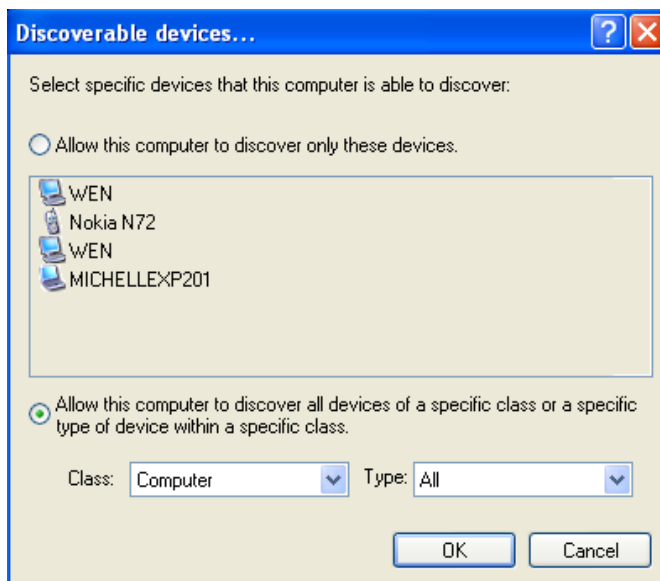 Discoverable devices...
Select specific devices that this computer is able to discover:
Allow this computer to discover only these devices.
WEN
Nokia N72
WEN
MICHELLEXP201
Allow this computer to discover all devices of a specific class or a specific
type of device within a specific class.
Class: Computer Type: All
OK Cancel